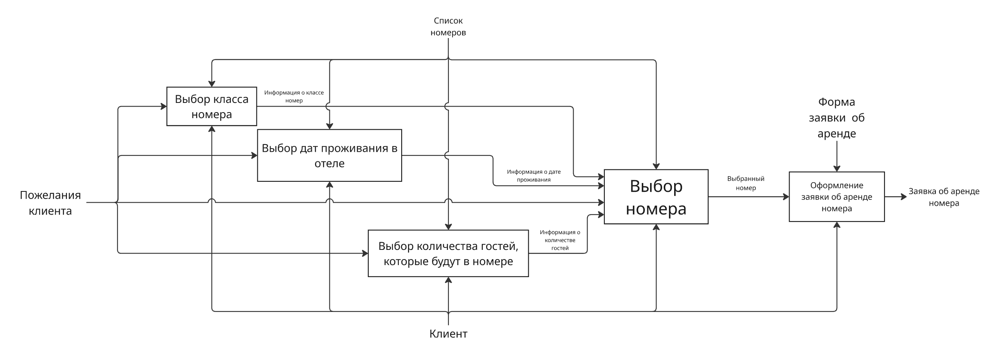 Список
номеров
Выбор класса
номера
Информация о классе
номер
Форма
заявки об
аренде
Выбор дат проживания в
отеле
Информация о дате
проживания
Пожелания
клиента
Выбор
номера
Выбранный
номер
Оформление
заявки об аренде
номера
Заявка об аренде
номера
Выбор количества гостей,
которые будут в номере
Информация о
количестве
гостей
Клиент